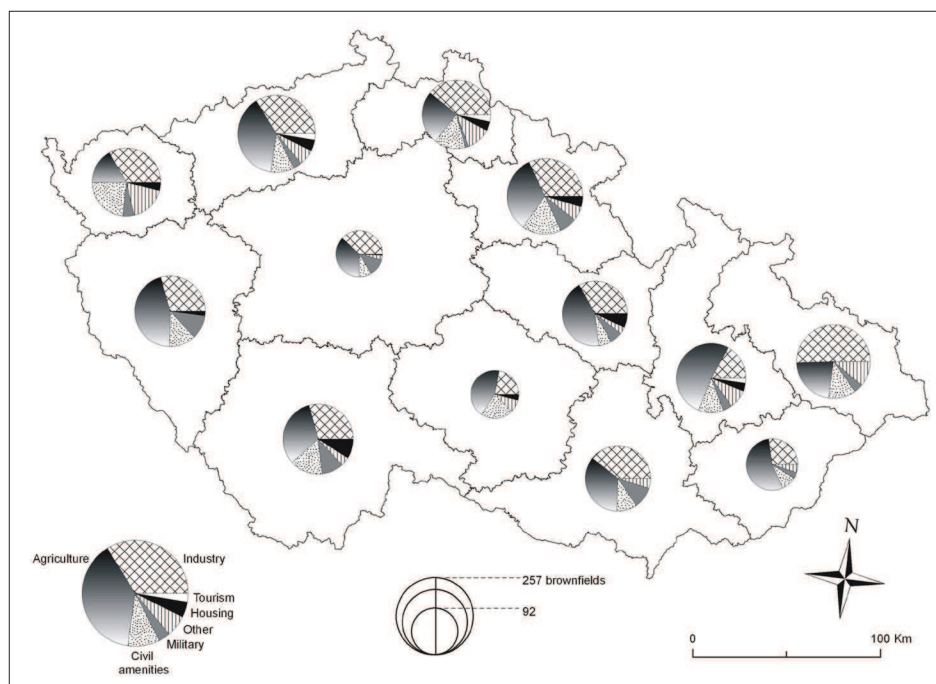 Agriculture
Industry
Tourism
Housing
Other
Military
Civil
amenities
257 brownfields
92
N
0
100 Km